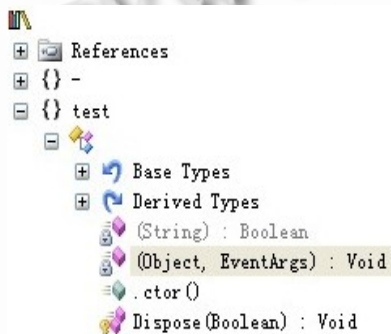 References
{} -
{} test
Base Types
Derived Types
(String) : Boolean
(Object, EventArgs) : Void
.ctor()
Dispose(Boolean) : Void